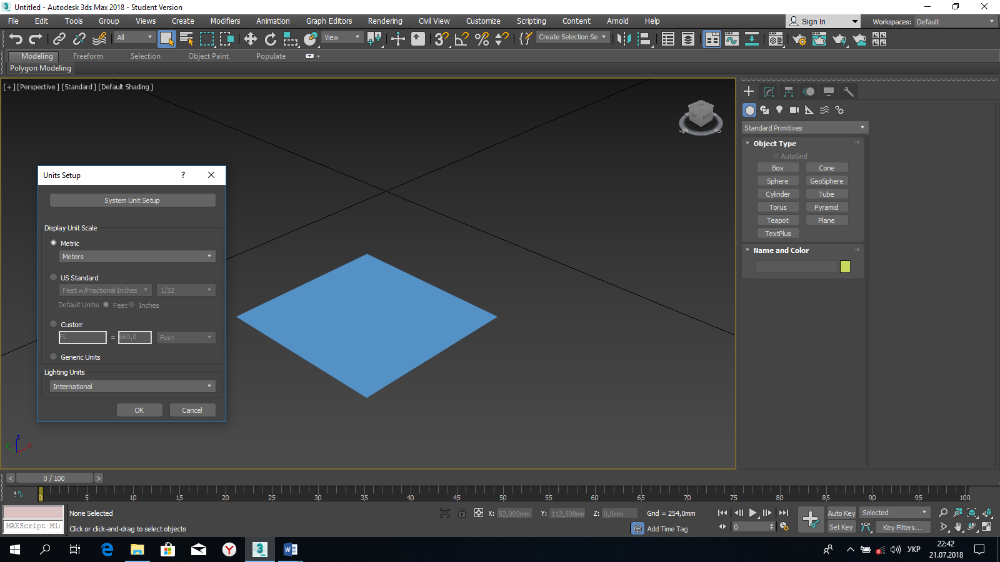 Untitled - Autodesk 3ds Max 2018 - Student Version
File Edit Tools Group Views Create Modifiers Animation Graph Editors Rendering Civil View Customize Scripting Content Arnold Help
Sign In Workspaces: Default
All View Create Selection Se
Modeling Freeform Selection Object Paint Populate
Polygon Modeling
[+] [Perspective] [Standard] [Default Shading]
Standard Primitives
Object Type
AutoGrid
Box Cone
Sphere GeoSphere
Cylinder Tube
Torus Pyramid
Teapot Plane
TextPlus
Name and Color
Units Setup ?
System Unit Setup
Display Unit Scale
Metric
Meters
US Standard
Feet w/Fractional Inches 1/32
Default Units: Feet Inches
Custom
FL = 660,0 Feet
Generic Units
Lighting Units
International
OK Cancel
z
x
y
< 0 / 100 >
0 5 10 15 20 25 30 35 40 45 50 55 60 65 70 75 80 85 90 95 100
None Selected X: 52,002mm Y: 112,508mm Z: 0,0mm Grid = 254,0mm Auto Key Selected
MAXScript Mi
Click or click-and-drag to select objects Add Time Tag 0 Set Key Key Filters...
УКР
22:42
21.07.2018